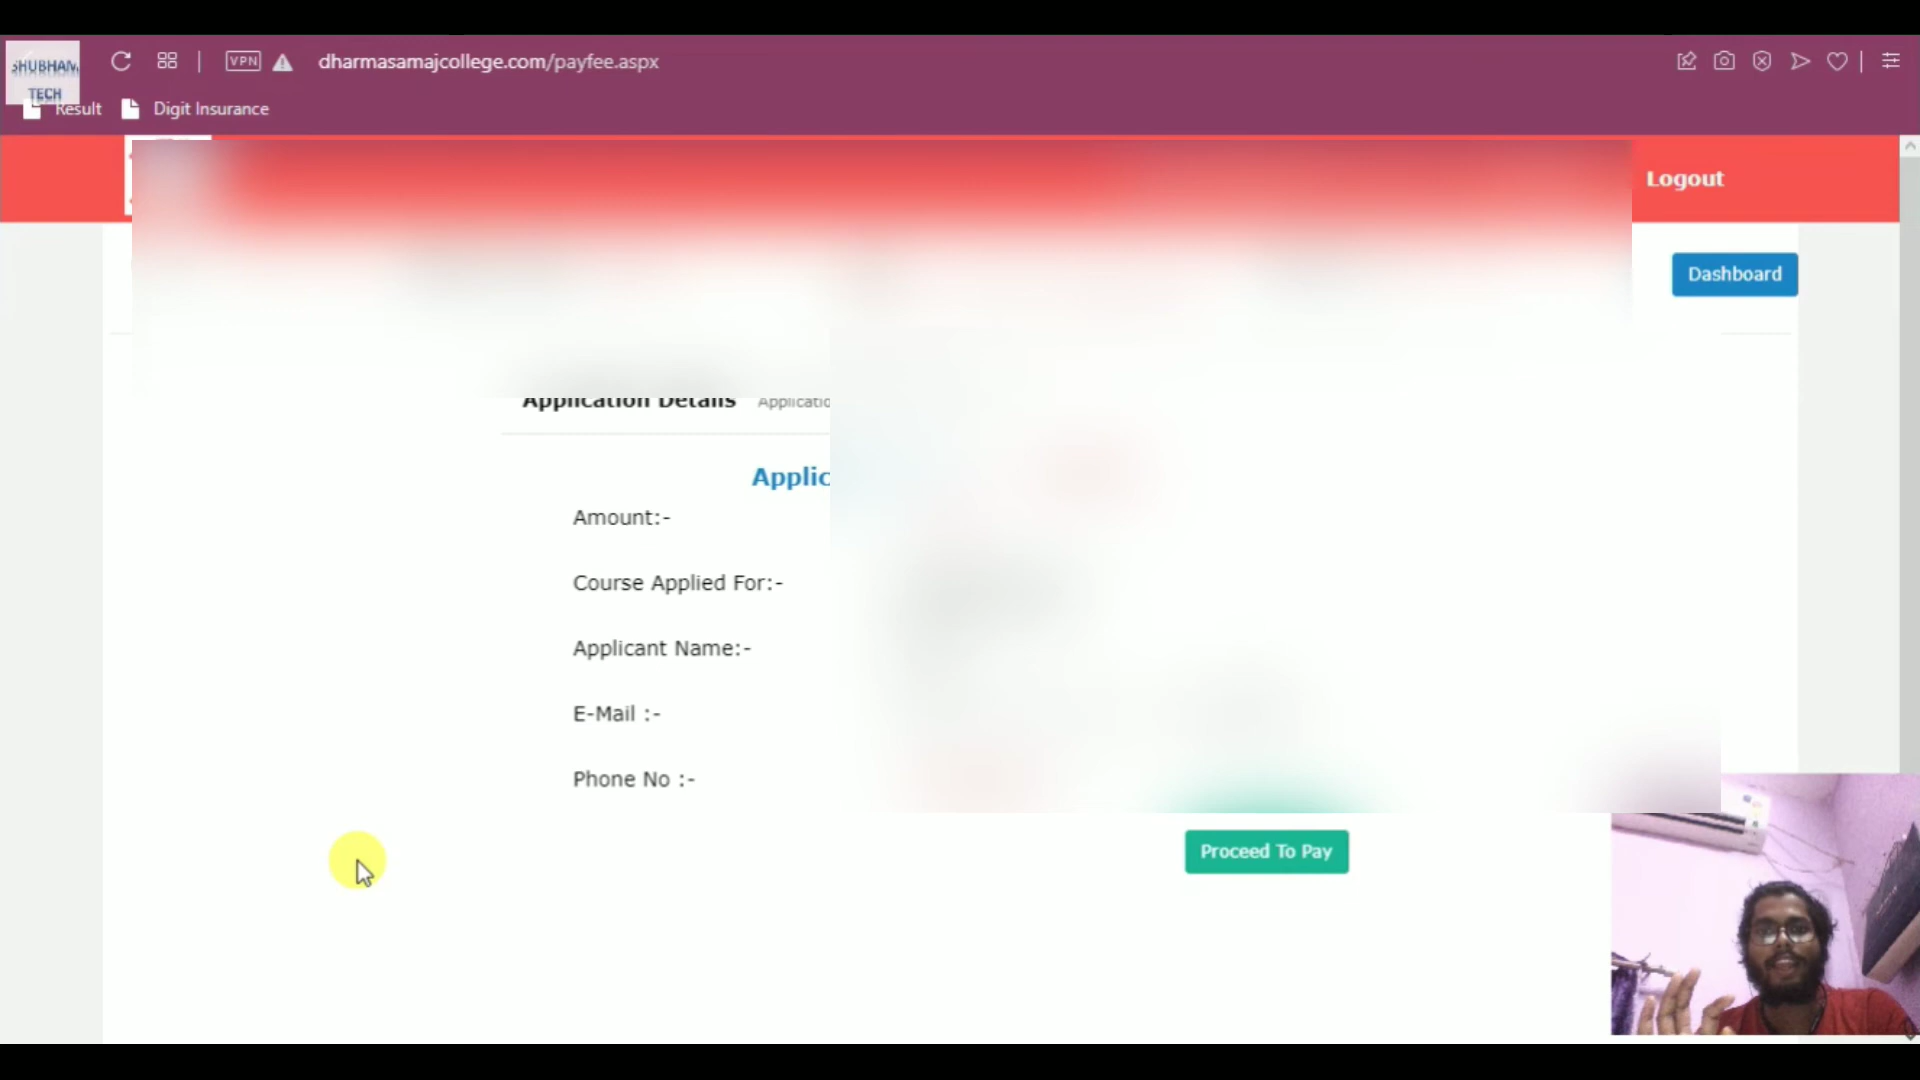 SHUBHAM
TECH
VPN
dharmasamajcollege.com/payfee.aspx
Result
Digit Insurance
Logout
Dashboard
Application Details
Applic
Amount:-
Course Applied For:-
Applicant Name:-
E-Mail :-
Phone No :-
Proceed To Pay